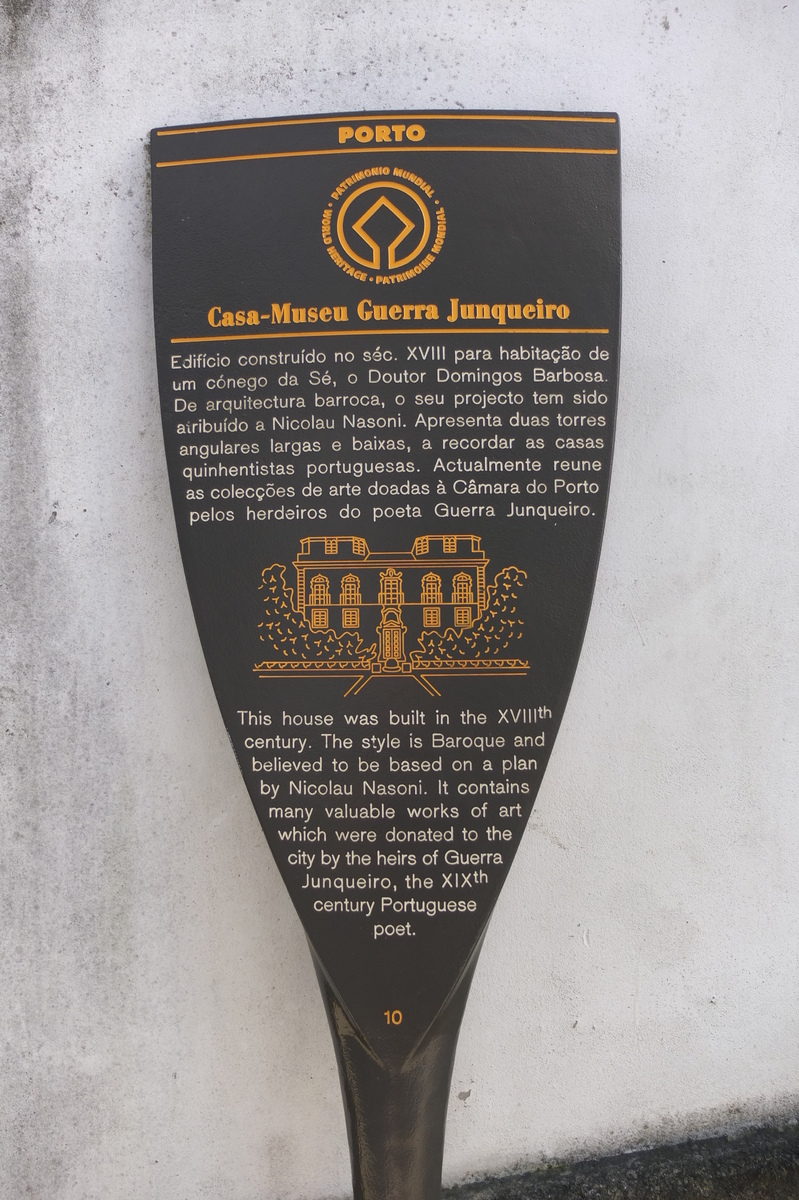 PORTO
PATRIMONIO MUNDIAL • PATRIMOINE MONDIAL • WORLD HERITAGE •
Casa-Museu Guerra Junqueiro
Edifício construído no séc. XVIII para habitação de
um cónego da Sé, o Doutor Domingos Barbosa.
De arquitectura barroca, o seu projecto tem sido
atribuído a Nicolau Nasoni. Apresenta duas torres
angulares largas e baixas, a recordar as casas
quinhentistas portuguesas. Actualmente reune
as colecções de arte doadas à Câmara do Porto
pelos herdeiros do poeta Guerra Junqueiro.
This house was built in the XVIIIth
century. The style is Baroque and
believed to be based on a plan
by Nicolau Nasoni. It contains
many valuable works of art
which were donated to the
city by the heirs of Guerra
Junqueiro, the XIXth
century Portuguese
poet.
10